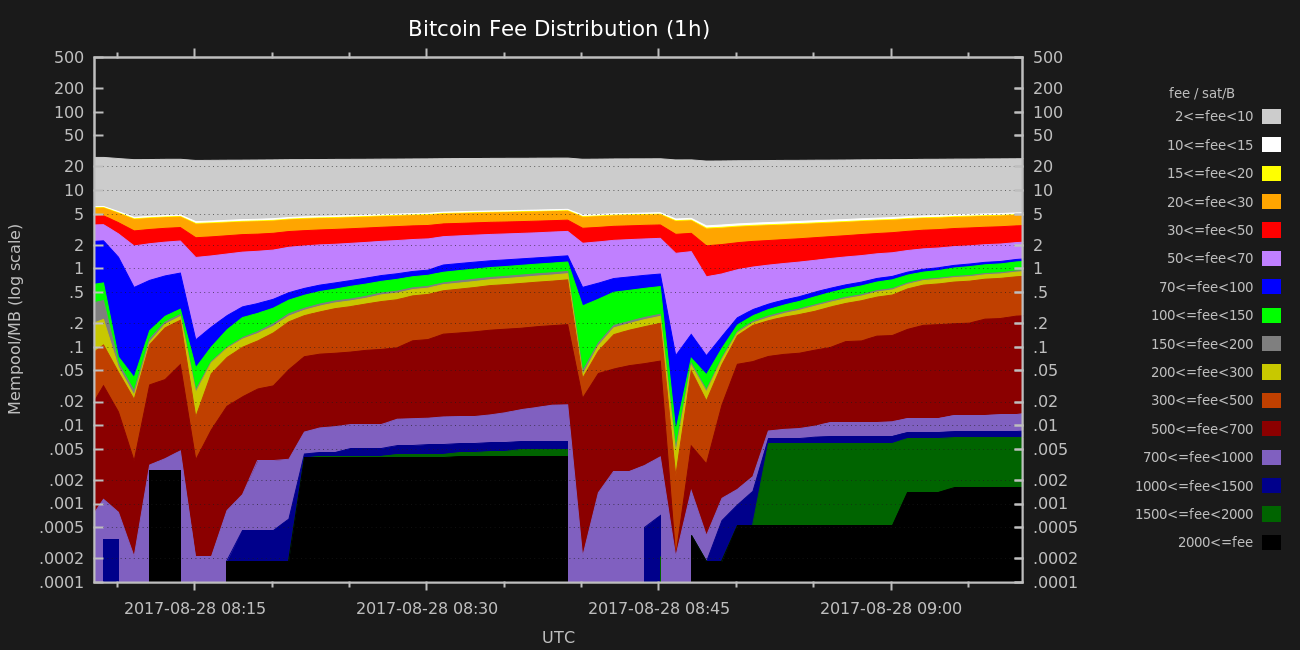 Bitcoin Fee Distribution (1h)
Mempool/MB (log scale)
500
200
100
50
20
10
5
2
1
.5
.2
.1
.05
.02
.01
.005
.002
.001
.0005
.0002
.0001
500
200
100
50
20
10
5
2
1
.5
.2
.1
.05
.02
.01
.005
.002
.001
.0005
.0002
.0001
2017-08-28 08:15
2017-08-28 08:30
2017-08-28 08:45
2017-08-28 09:00
UTC
fee / sat/B
2<=fee<10
10<=fee<15
15<=fee<20
20<=fee<30
30<=fee<50
50<=fee<70
70<=fee<100
100<=fee<150
150<=fee<200
200<=fee<300
300<=fee<500
500<=fee<700
700<=fee<1000
1000<=fee<1500
1500<=fee<2000
2000<=fee